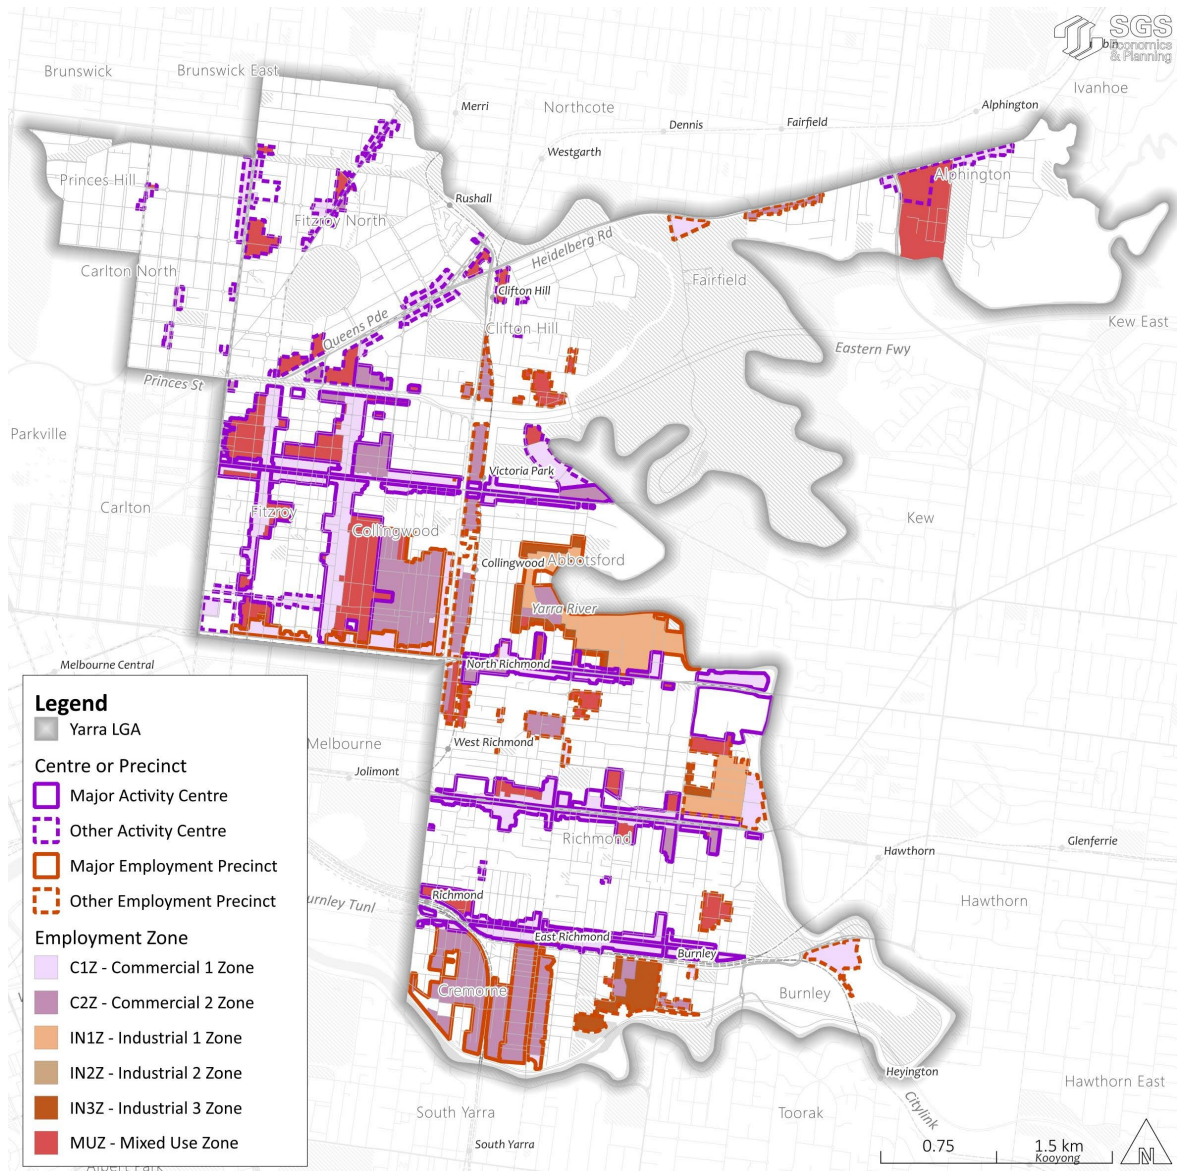 SGS
Economics
& Planning
Brunswick
Brunswick East
Ivanhoe
Merri
Northcote
Alphington
Dennis
Fairfield
Westgarth
Princes Hill
Alphington
Rushall
Fitzroy North
Heidelberg Rd
Carlton North
Fairfield
Clifton Hill
Queens Pde
Clifton Hill
Kew East
Eastern Fwy
Princes St
Parkville
Victoria Park
Carlton
Fitzroy
Collingwood
Kew
Collingwood
Abbotsford
Yarra River
Melbourne Central
North Richmond
Legend
Yarra LGA
Melbourne
West Richmond
Centre or Precinct
Jolimont
Major Activity Centre
Other Activity Centre
Richmond
Glenferrie
Hawthorn
Major Employment Precinct
Other Employment Precinct
urnley Tunl
Richmond
Hawthorn
Employment Zone
East Richmond
Burnley
C1Z - Commercial 1 Zone
C2Z - Commercial 2 Zone
Cremorne
Burnley
IN1Z - Industrial 1 Zone
IN2Z - Industrial 2 Zone
Heyington
Hawthorn East
IN3Z - Industrial 3 Zone
Citylink
South Yarra
Toorak
MUZ - Mixed Use Zone
South Yarra
0.75
1.5 km
Kooyong
N
Albert Park